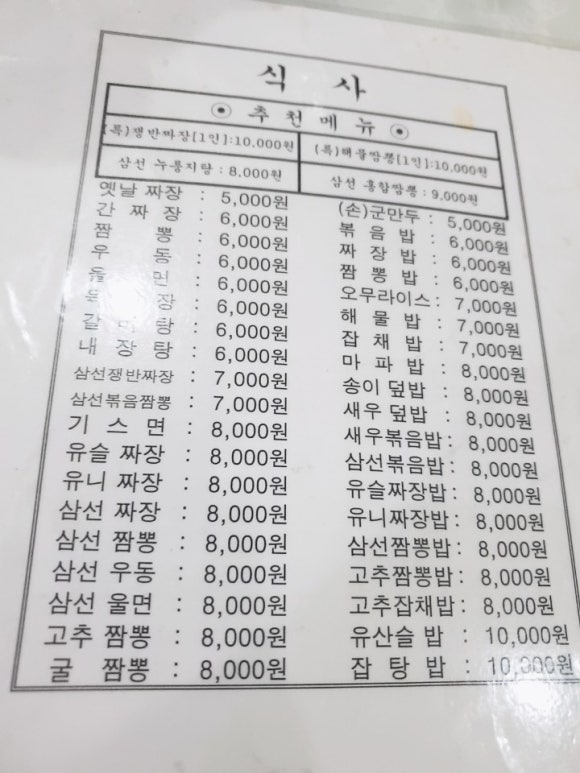 식 사
◉ 추천메뉴 ◉
(특)쟁반짜장[1인]:10,000원
(특)해물짬뽕[1인]:10,000원
삼선 누룽지탕 : 8,000원
삼선 홍합짬뽕 : 9,000원
옛날 짜장 : 5,000원
간 짜 장 : 6,000원
짬 뽕 : 6,000원
우 동 : 6,000원
울 면 : 6,000원
장 : 6,000원
갈 비 탕 : 6,000원
내 장 탕 : 6,000원
삼선쟁반짜장 : 7,000원
삼선볶음짬뽕 : 7,000원
기 스 면 : 8,000원
유슬 짜장 : 8,000원
유니 짜장 : 8,000원
삼선 짜장 : 8,000원
삼선 짬뽕 : 8,000원
삼선 우동 : 8,000원
삼선 울면 : 8,000원
고추 짬뽕 : 8,000원
굴 짬뽕 : 8,000원
(손)군만두 : 5,000원
볶 음 밥 : 6,000원
짜 장 밥 : 6,000원
짬 뽕 밥 : 6,000원
오무라이스 : 7,000원
해 물 밥 : 7,000원
잡 채 밥 : 7,000원
마 파 밥 : 8,000원
송이 덮밥 : 8,000원
새우 덮밥 : 8,000원
새우볶음밥 : 8,000원
삼선볶음밥 : 8,000원
유슬짜장밥 : 8,000원
유니짜장밥 : 8,000원
삼선짬뽕밥 : 8,000원
고추짬뽕밥 : 8,000원
고추잡채밥 : 8,000원
유산슬 밥 : 10,000원
잡 탕 밥 : 10,000원